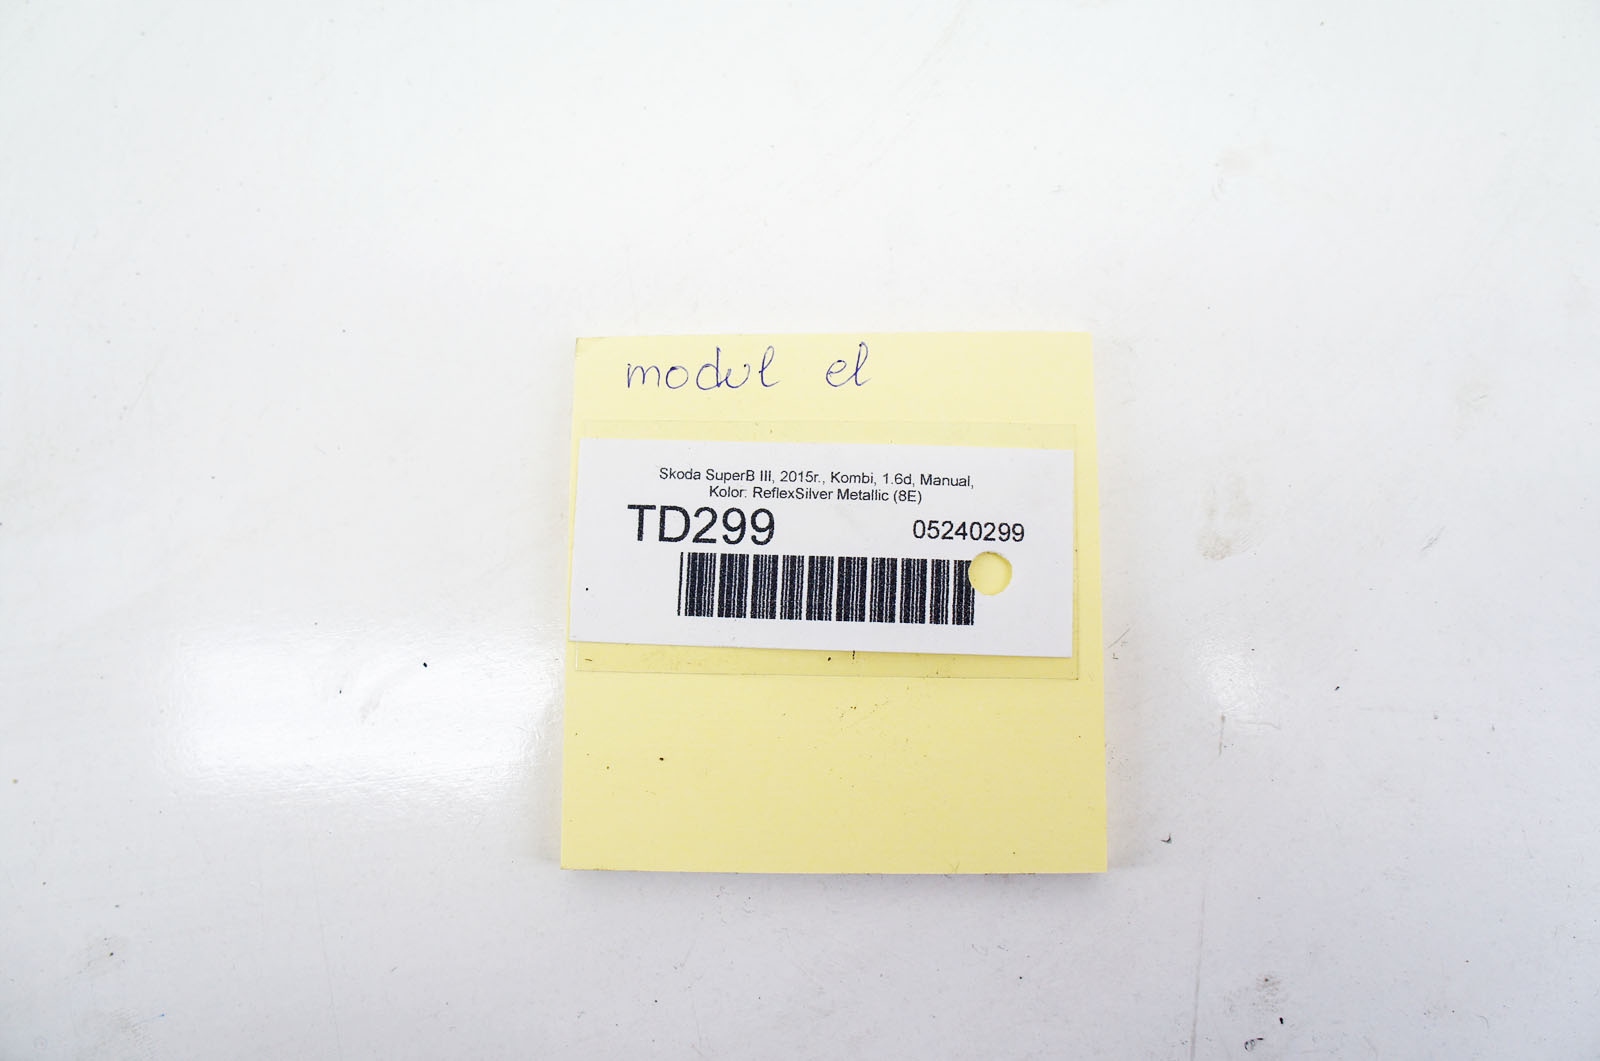 modul el
Skoda SuperB III, 2015r., Kombi, 1.6d, Manual,
Kolor: ReflexSilver Metallic (8E)
TD299 05240299